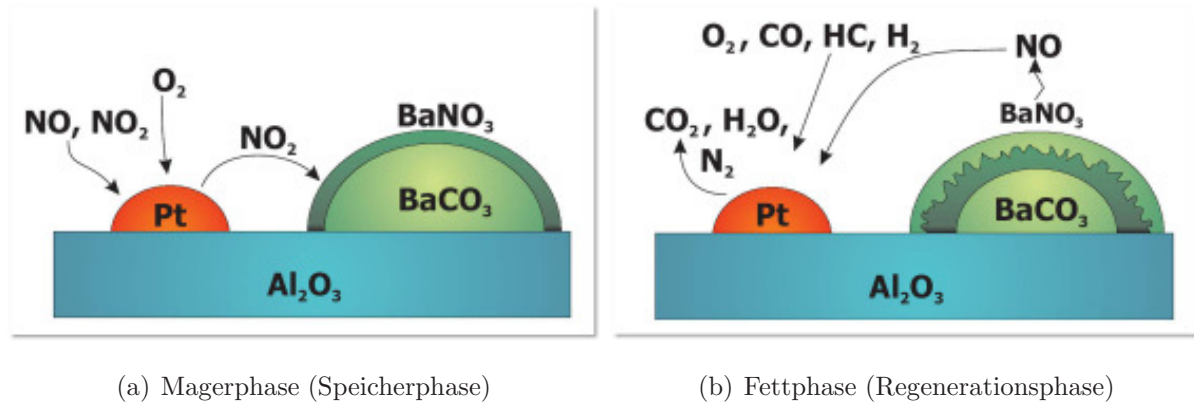 O₂
NO, NO₂
NO₂
BaNO₃
BaCO₃
Pt
Al₂O₃
O₂, CO, HC, H₂
NO
BaNO₃
CO₂, H₂O,
N₂
BaCO₃
Pt
Al₂O₃
(a) Magerphase (Speicherphase)
(b) Fettphase (Regenerationsphase)